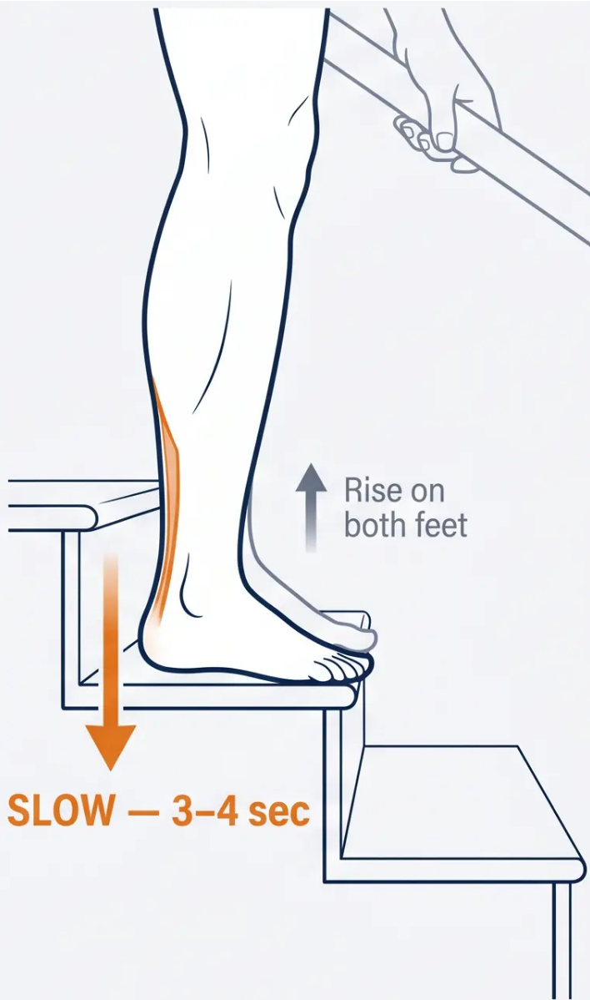 Rise on
both feet
SLOW — 3–4 sec